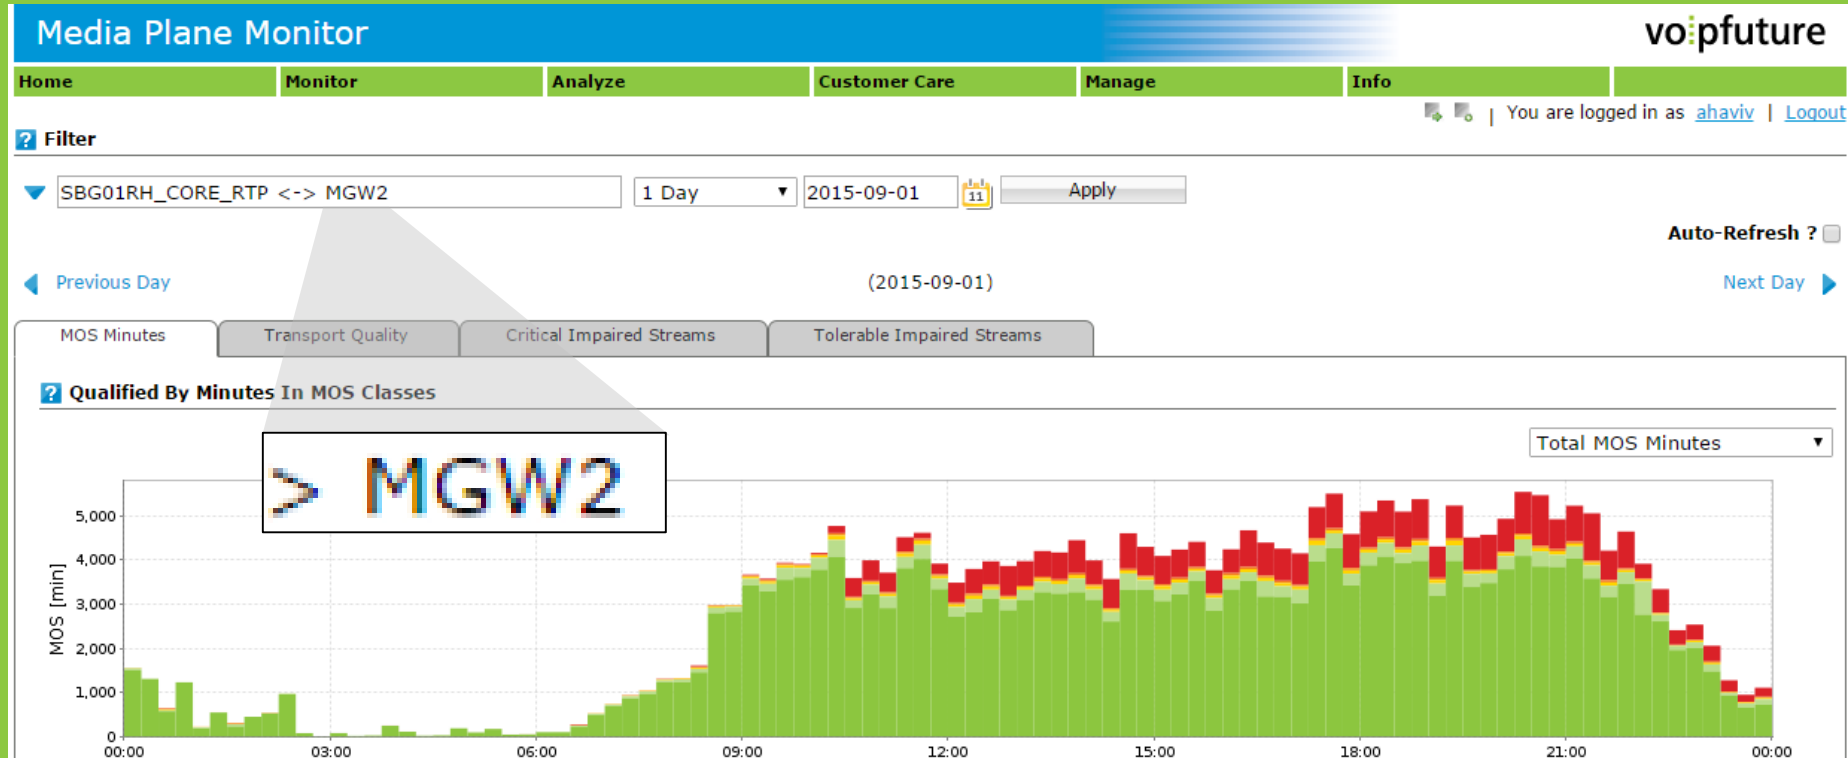 Media Plane Monitor
voipfuture
Home Monitor Analyze Customer Care Manage Info
You are logged in as ahaviv | Logout
? Filter
SBG01RH_CORE_RTP <-> MGW2 1 Day 2015-09-01 11 Apply
Auto-Refresh ?
Previous Day (2015-09-01) Next Day
MOS Minutes Transport Quality Critical Impaired Streams Tolerable Impaired Streams
? Qualified By Minutes In MOS Classes
Total MOS Minutes
> MGW2
MOS [min]
5,000
4,000
3,000
2,000
1,000
0
00:00 03:00 06:00 09:00 12:00 15:00 18:00 21:00 00:00